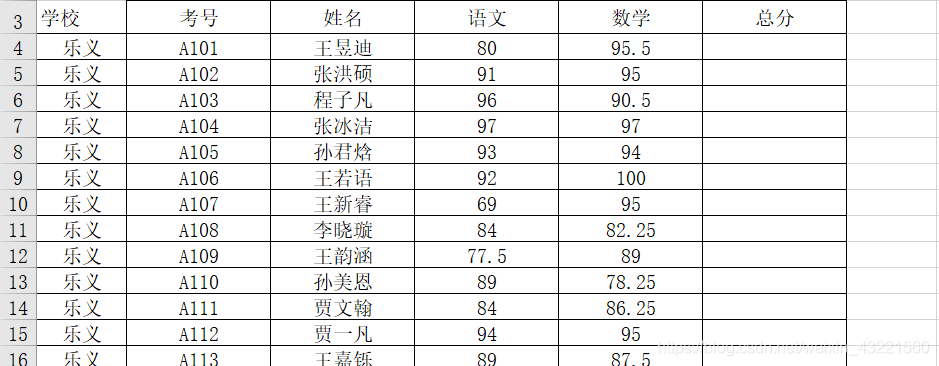 3 学校 考号 姓名 语文 数学 总分
4 乐义 A101 王昱迪 80 95.5
5 乐义 A102 张洪硕 91 95
6 乐义 A103 程子凡 96 90.5
7 乐义 A104 张冰洁 97 97
8 乐义 A105 孙君焓 93 94
9 乐义 A106 王若语 92 100
10 乐义 A107 王新睿 69 95
11 乐义 A108 李晓璇 84 82.25
12 乐义 A109 王韵涵 77.5 89
13 乐义 A110 孙美恩 89 78.25
14 乐义 A111 贾文翰 84 86.25
15 乐义 A112 贾一凡 94 95
16 乐义 A113 王嘉铄 89 87.5
https://blog.csdn.net/weixin_43221560